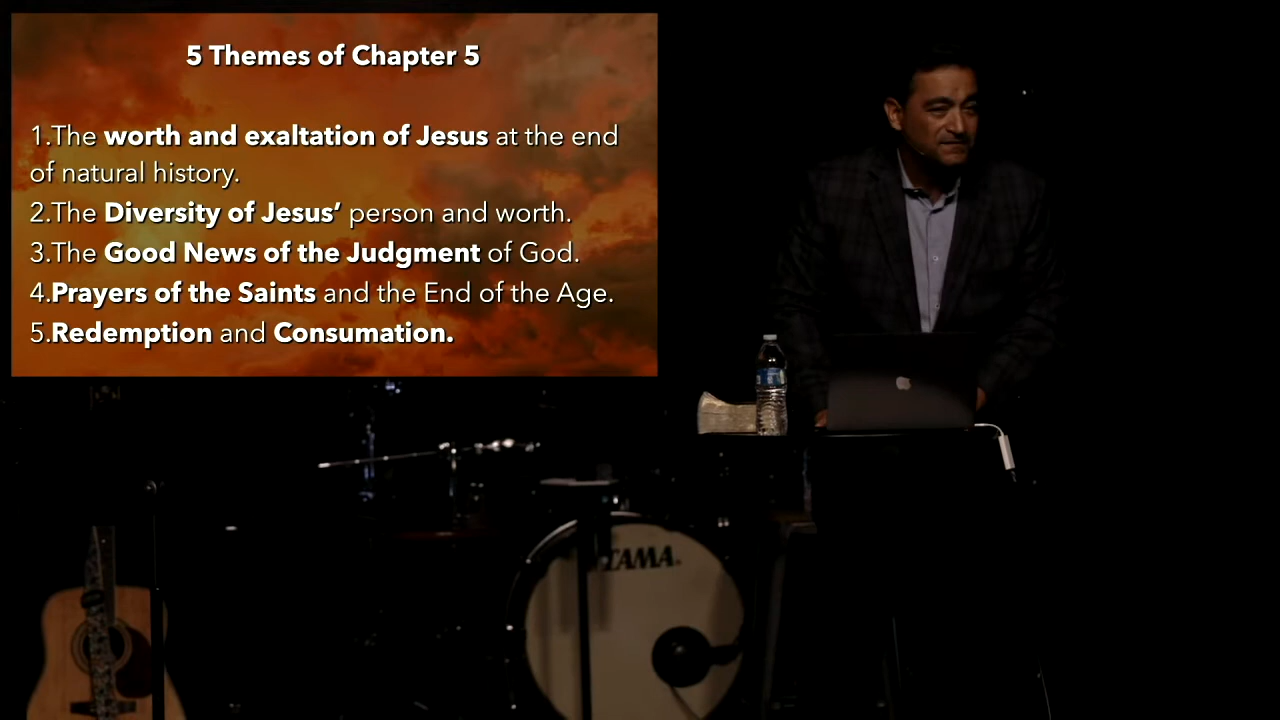 5 Themes of Chapter 5
1.The worth and exaltation of Jesus at the end
of natural history.
2.The Diversity of Jesus’ person and worth.
3.The Good News of the Judgment of God.
4.Prayers of the Saints and the End of the Age.
5.Redemption and Consumation.
TAMA